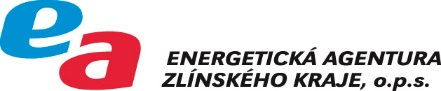 ea
ENERGETICKÁ AGENTURA
ZLÍNSKÉHO KRAJE, o.p.s.